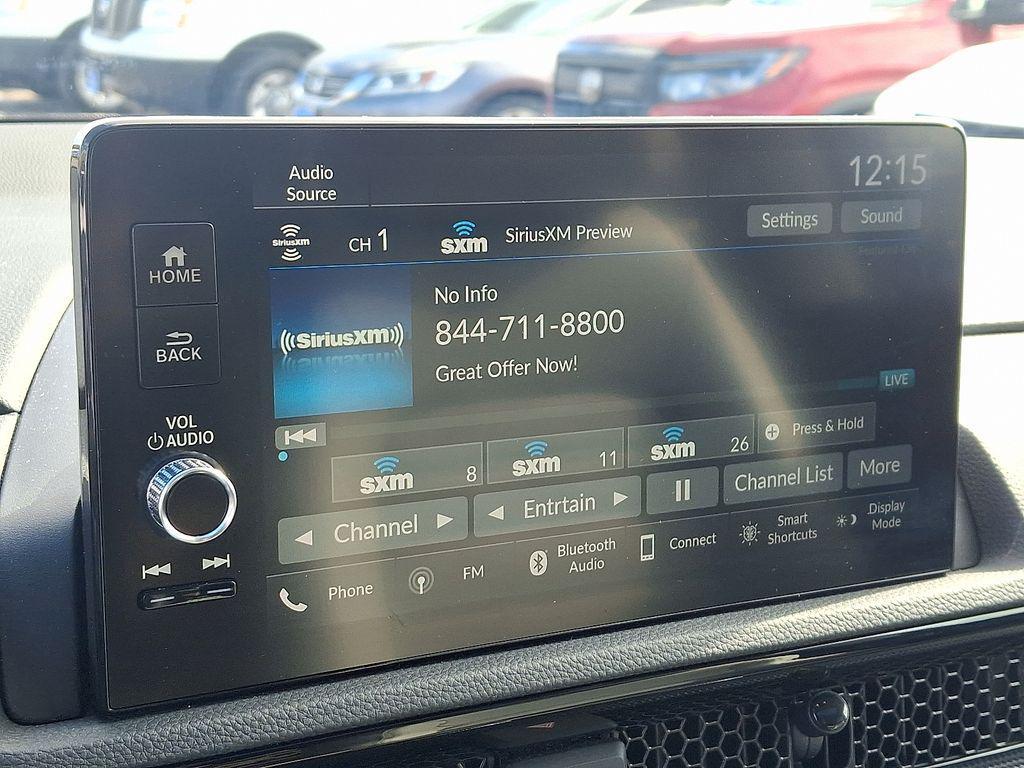 Audio
Source
12:15
SiriusXM
CH 1
sxm
SiriusXM Preview
Settings
Sound
HOME
No Info
((SiriusXM))
844-711-8800
BACK
Great Offer Now!
LIVE
VOL
AUDIO
sxm 8
sxm 11
sxm 26
Press & Hold
Channel
Entrtain
Channel List
More
Phone
FM
Bluetooth
Audio
Connect
Smart
Shortcuts
Display
Mode